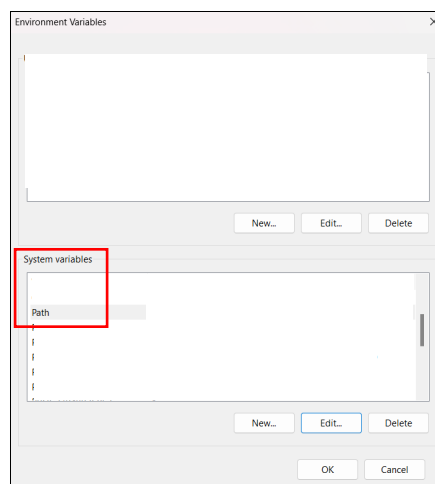 Environment Variables
New... Edit... Delete
System variables
Path
New... Edit... Delete
OK Cancel